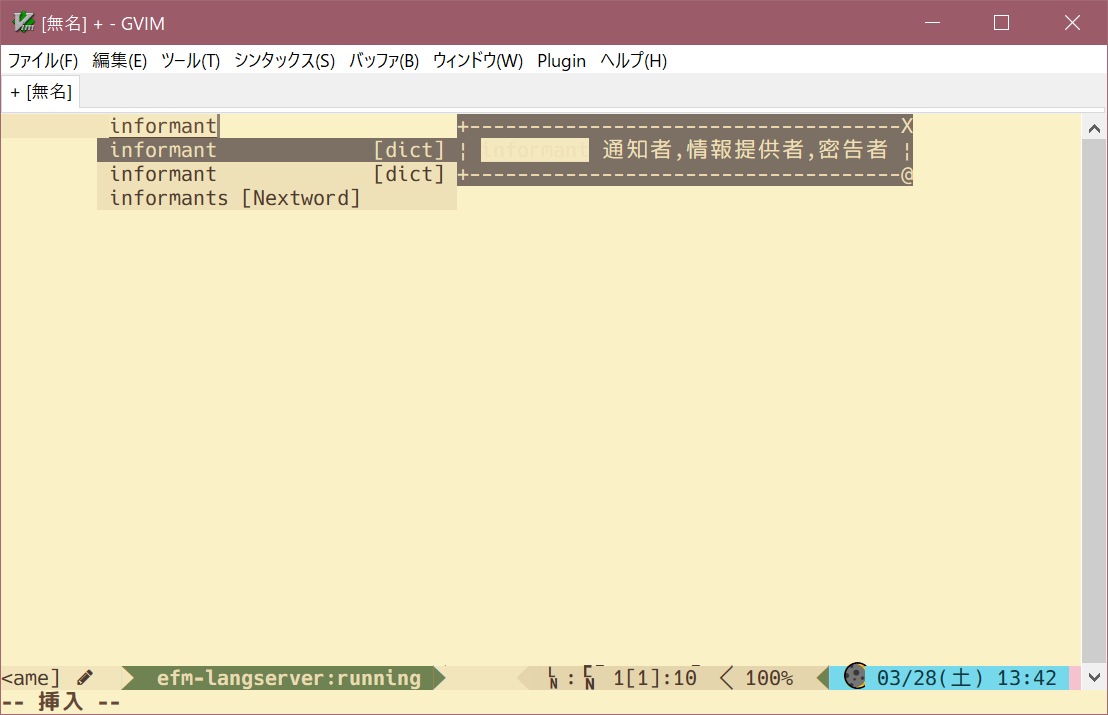 [無名] + - GVIM
ファイル(F) 編集(E) ツール(T) シンタックス(S) バッファ(B) ウィンドウ(W) Plugin ヘルプ(H)
+ [無名]
informant
+------------------------------------X
informant [dict] ¦ informant 通知者,情報提供者,密告者 ¦
informant [dict] +------------------------------------@
informants [Nextword]
<ame] efm-langserver:running LN : CN 1[1]:10 < 100% 03/28(土) 13:42
-- 挿入 --